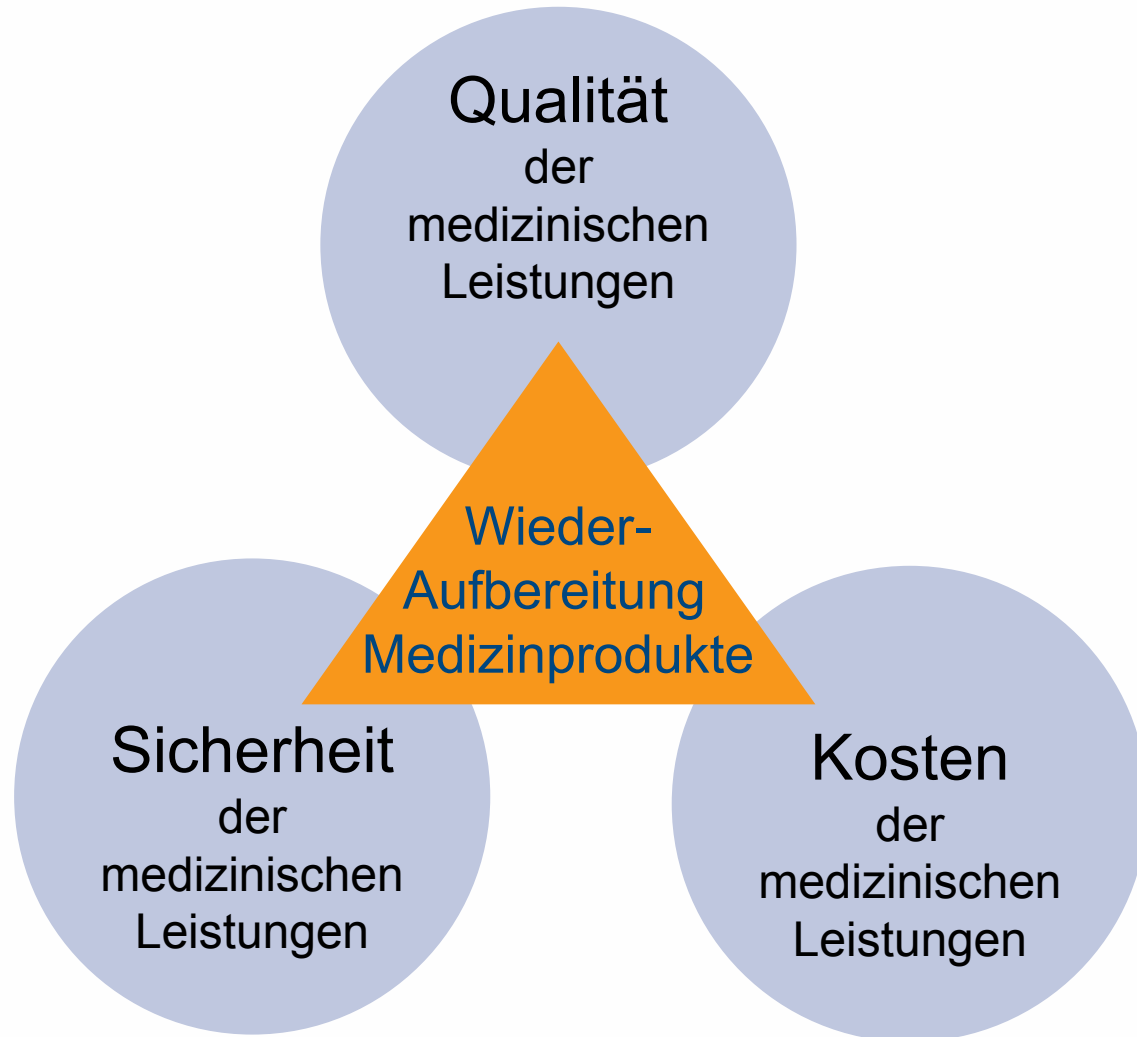 Qualität
der
medizinischen
Leistungen
Wieder-
Aufbereitung
Medizinprodukte
Sicherheit
der
medizinischen
Leistungen
Kosten
der
medizinischen
Leistungen